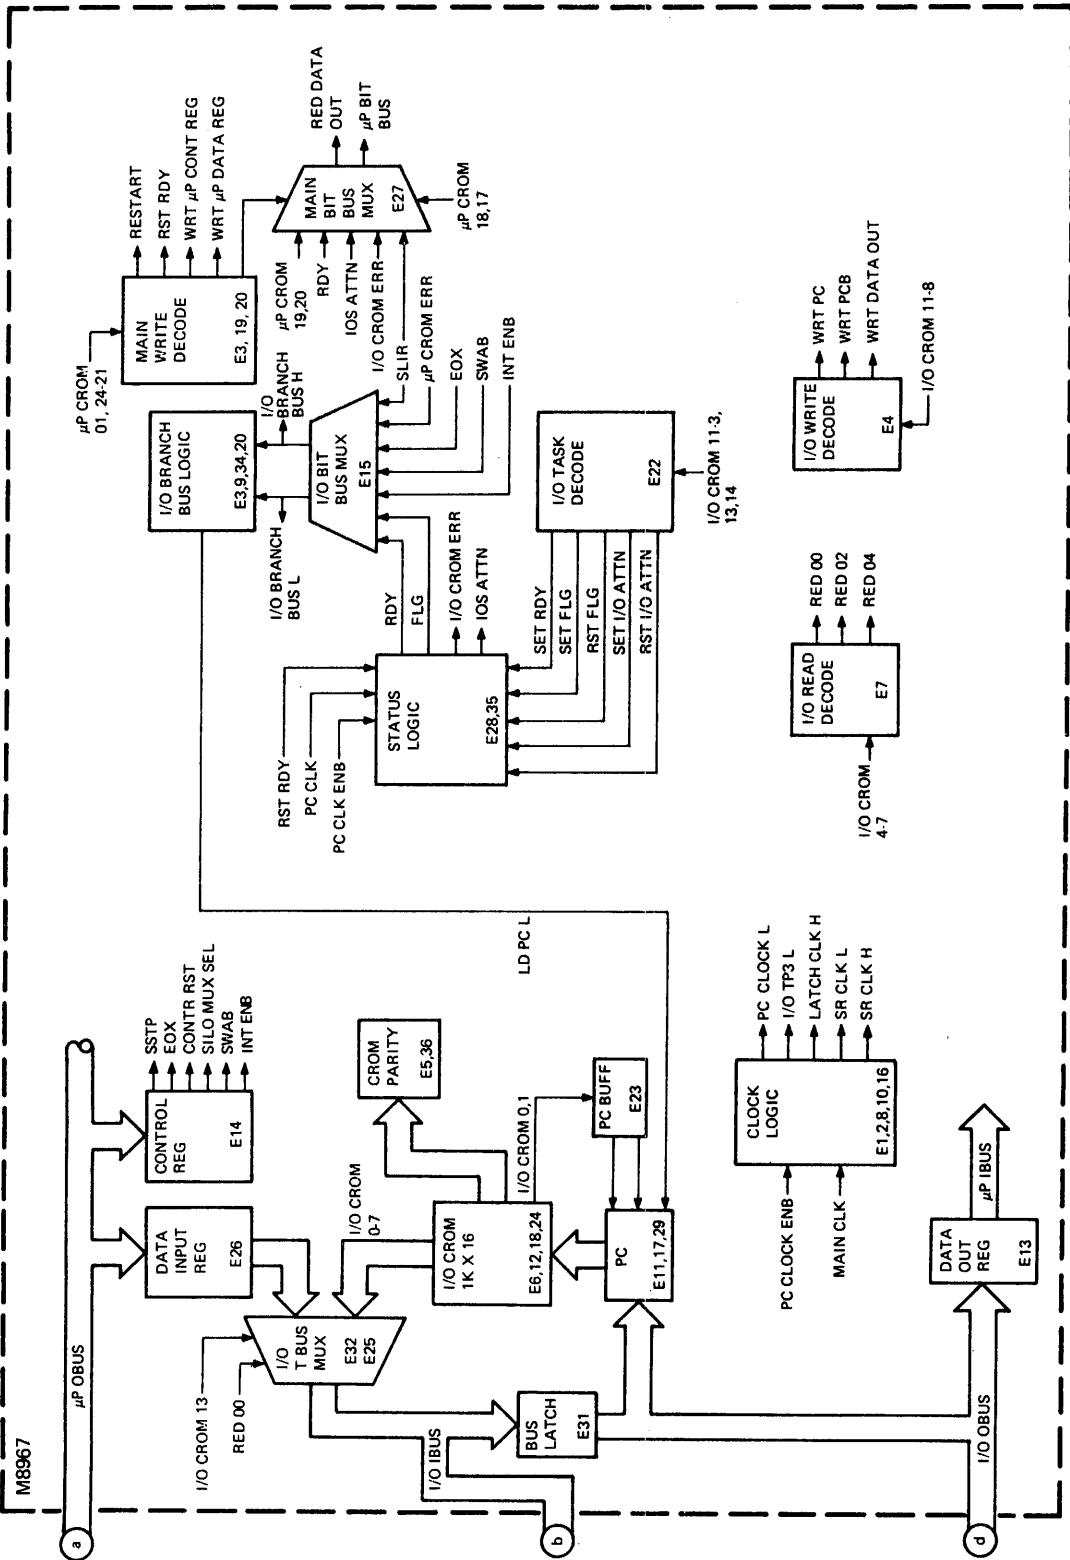 M8967
a
µP OBUS
DATA
INPUT
REG
E26
CONTROL
REG
E14
SSTP
EOX
CONTR RST
SILO MUX SEL
SWAB
INT ENB
I/O CROM 13
RED 00
I/O
T BUS
MUX
E32
E25
I/O CROM
0-7
CROM
PARITY
E5,36
I/O CROM
1K X 16
E6,12,18,24
I/O CROM 0,1
PC BUFF
E23
PC
E11,17,29
LD PC L
b
I/O IBUS
BUS
LATCH
E31
PC CLOCK ENB
MAIN CLK
CLOCK
LOGIC
E1,2,8,10,16
PC CLOCK L
I/O TP3 L
LATCH CLK H
SR CLK L
SR CLK H
d
I/O OBUS
DATA
OUT
REG
E13
µP IBUS
µP CROM
01, 24-21
MAIN
WRITE
DECODE
E3, 19, 20
RESTART
RST RDY
WRT µP CONT REG
WRT µP DATA REG
I/O BRANCH
BUS LOGIC
E3,9,34,20
I/O
BRANCH
BUS H
I/O BRANCH
BUS L
I/O BIT
BUS MUX
E15
µP CROM
19,20
RDY
IOS ATTN
I/O CROM ERR
SLIR
µP CROM ERR
EOX
SWAB
INT ENB
MAIN
BIT
BUS
MUX
E27
RED DATA
OUT
µP BIT
BUS
µP CROM
18,17
RST RDY
PC CLK
PC CLK ENB
STATUS
LOGIC
E28,35
RDY
FLG
I/O CROM ERR
IOS ATTN
SET RDY
SET FLG
RST FLG
SET I/O ATTN
RST I/O ATTN
I/O TASK
DECODE
E22
I/O CROM 11-3,
13,14
I/O CROM
4-7
I/O READ
DECODE
E7
RED 00
RED 02
RED 04
I/O WRITE
DECODE
E4
WRT PC
WRT PCB
WRT DATA OUT
I/O CROM 11-8